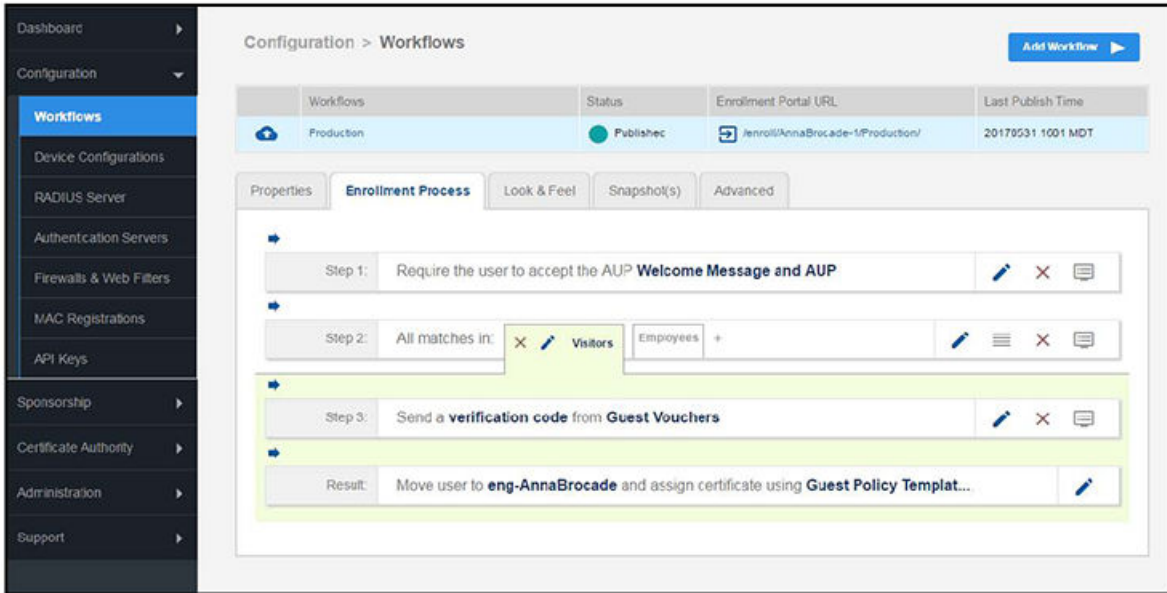 Dashboard
Configuration
Workflows
Device Configurations
RADIUS Server
Authentication Servers
Firewalls & Web Filters
MAC Registrations
API Keys
Sponsorship
Certificate Authority
Administration
Support
Configuration > Workflows
Add Workflow
Workflows Status Enrollment Portal URL Last Publish Time
Production Published /enroll/AnnaBrocade-1/Production/ 20170531 1001 MDT
Properties Enrollment Process Look & Feel Snapshot(s) Advanced
Step 1: Require the user to accept the AUP Welcome Message and AUP
Step 2: All matches in: Visitors Employees +
Step 3: Send a verification code from Guest Vouchers
Result: Move user to eng-AnnaBrocade and assign certificate using Guest Policy Templat...